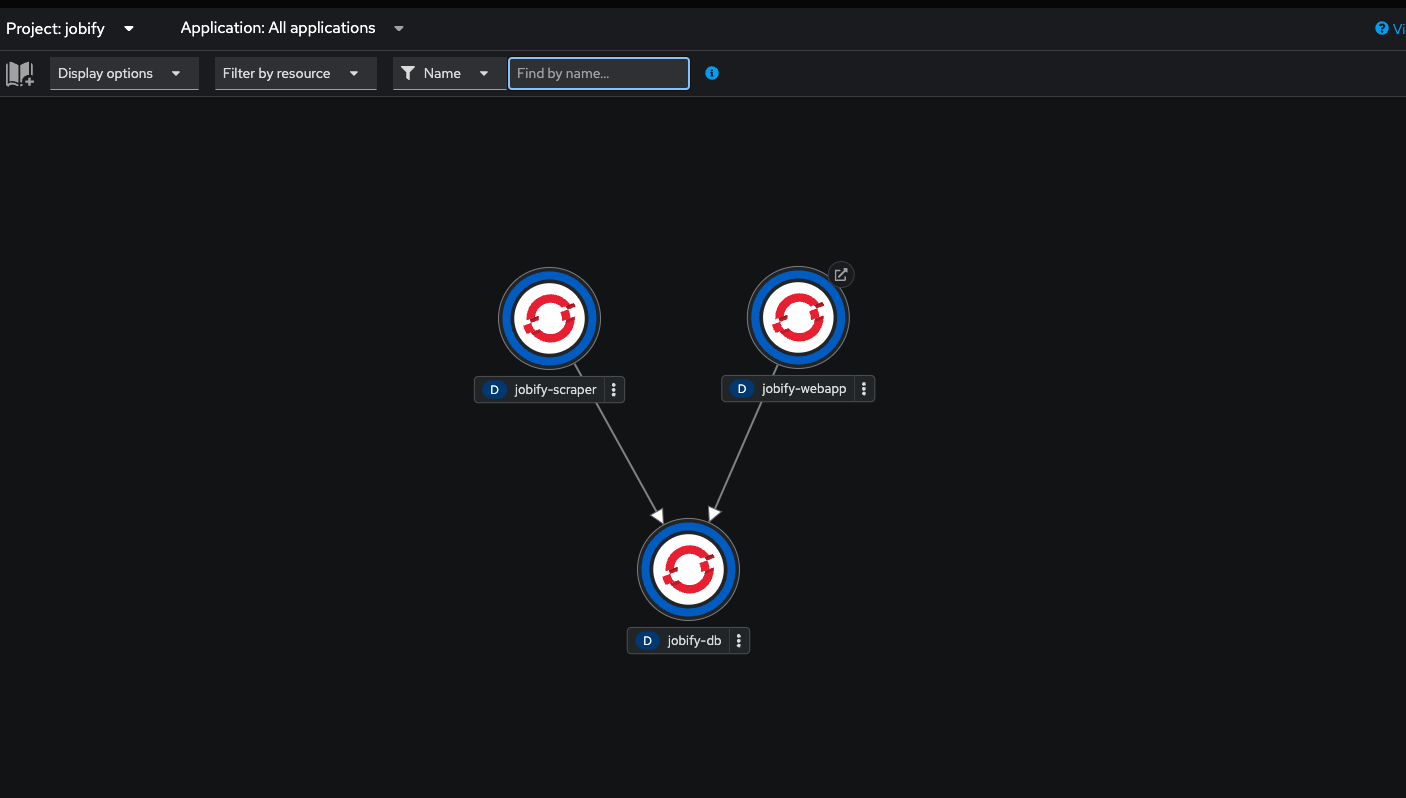 Project: jobify
Application: All applications
Vi
Display options
Filter by resource
Name
Find by name...
D jobify-scraper
D jobify-webapp
D jobify-db